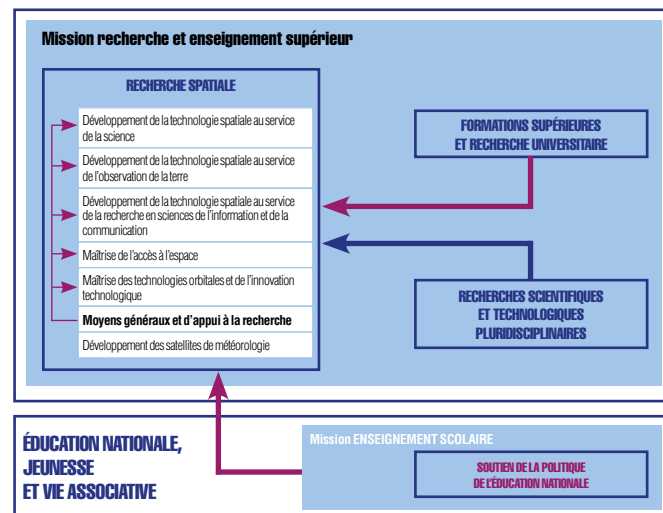 Mission recherche et enseignement supérieur
RECHERCHE SPATIALE
Développement de la technologie spatiale au service
de la science
Développement de la technologie spatiale au service
de l'observation de la terre
Développement de la technologie spatiale au service
de la recherche en sciences de l'information et de la
communication
Maîtrise de l'accès à l'espace
Maîtrise des technologies orbitales et de l'innovation
technologique
Moyens généraux et d'appui à la recherche
Développement des satellites de météorologie
FORMATIONS SUPÉRIEURES
ET RECHERCHE UNIVERSITAIRE
RECHERCHES SCIENTIFIQUES
ET TECHNOLOGIQUES
PLURIDISCIPLINAIRES
ÉDUCATION NATIONALE,
JEUNESSE
ET VIE ASSOCIATIVE
Mission ENSEIGNEMENT SCOLAIRE
SOUTIEN DE LA POLITIQUE
DE L'ÉDUCATION NATIONALE